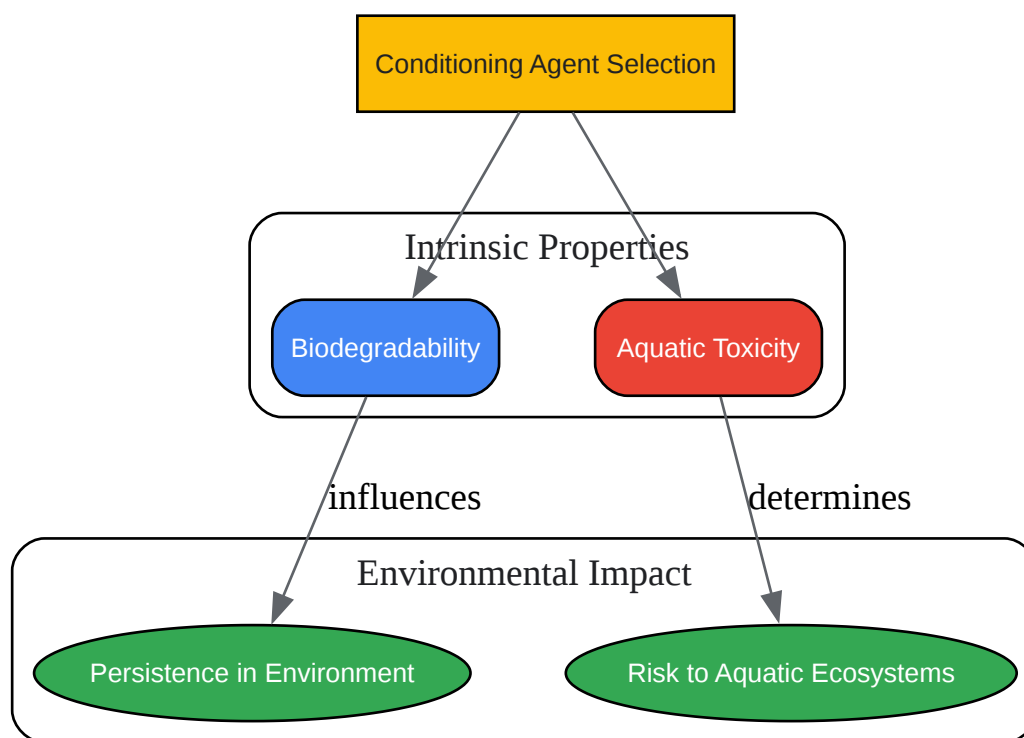 Conditioning Agent Selection
Intrinsic Properties
Biodegradability
Aquatic Toxicity
influences
determines
Environmental Impact
Persistence in Environment
Risk to Aquatic Ecosystems